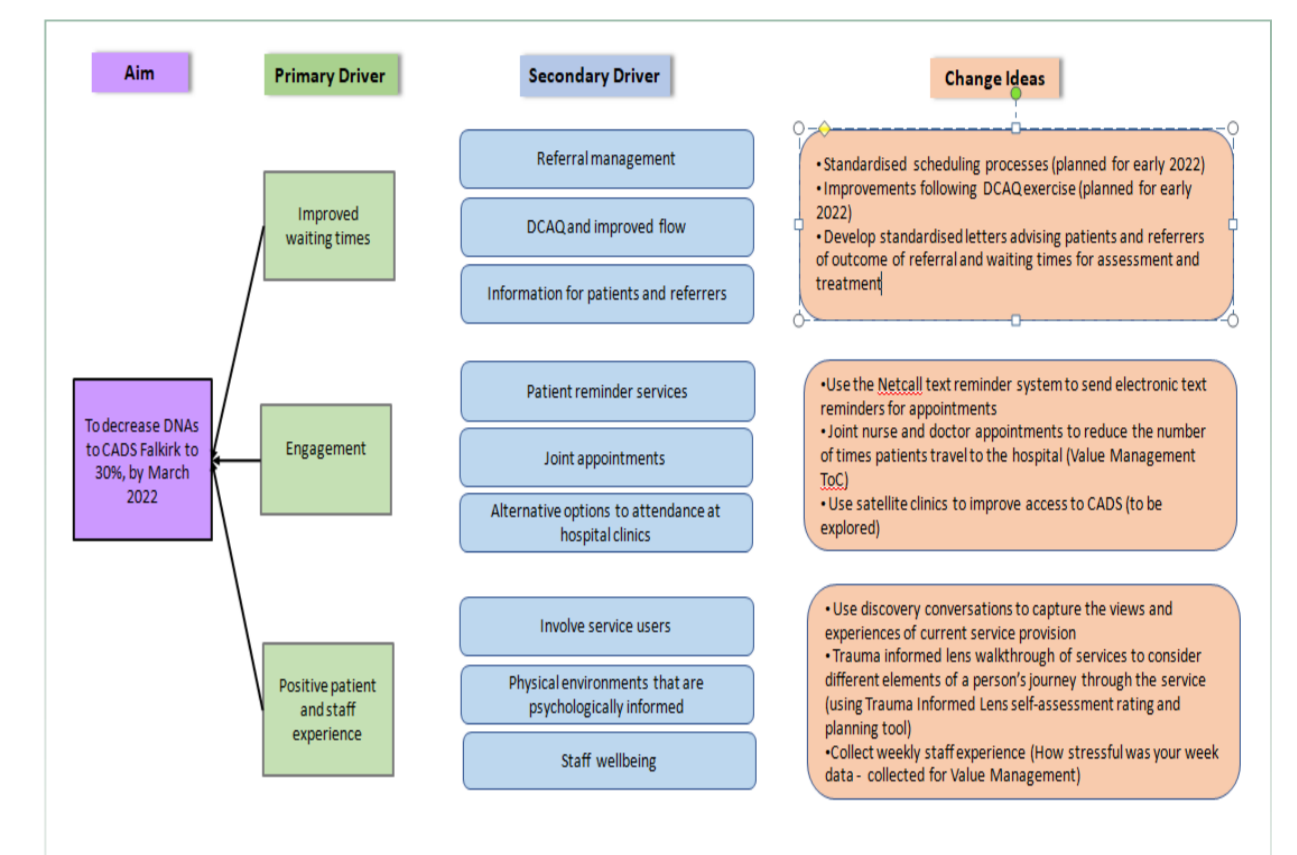 Aim
Primary Driver
Secondary Driver
Change Ideas
To decrease DNAs
to CADS Falkirk to
30%, by March
2022
Improved
waiting times
Referral management
DCAQ and improved flow
Information for patients and referrers
• Standardised scheduling processes (planned for early 2022)
• Improvements following DCAQ exercise (planned for early
2022)
• Develop standardised letters advising patients and referrers
of outcome of referral and waiting times for assessment and
treatment
Engagement
Patient reminder services
Joint appointments
Alternative options to attendance at
hospital clinics
•Use the Netcall text reminder system to send electronic text
reminders for appointments
• Joint nurse and doctor appointments to reduce the number
of times patients travel to the hospital (Value Management
ToC)
• Use satellite clinics to improve access to CADS (to be
explored)
Positive patient
and staff
experience
Involve service users
Physical environments that are
psychologically informed
Staff wellbeing
• Use discovery conversations to capture the views and
experiences of current service provision
• Trauma informed lens walkthrough of services to consider
different elements of a person’s journey through the service
(using Trauma Informed Lens self-assessment rating and
planning tool)
•Collect weekly staff experience (How stressful was your week
data - collected for Value Management)